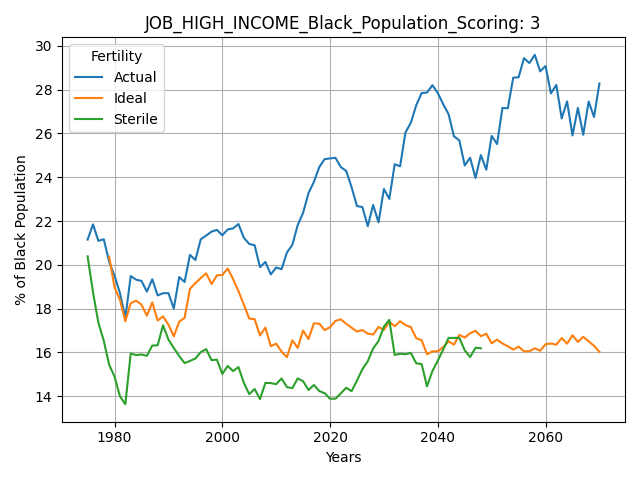 JOB_HIGH_INCOME_Black_Population_Scoring: 3
Fertility
Actual
Ideal
Sterile
% of Black Population
30
28
26
24
22
20
18
16
14
1980 2000 2020 2040 2060
Years